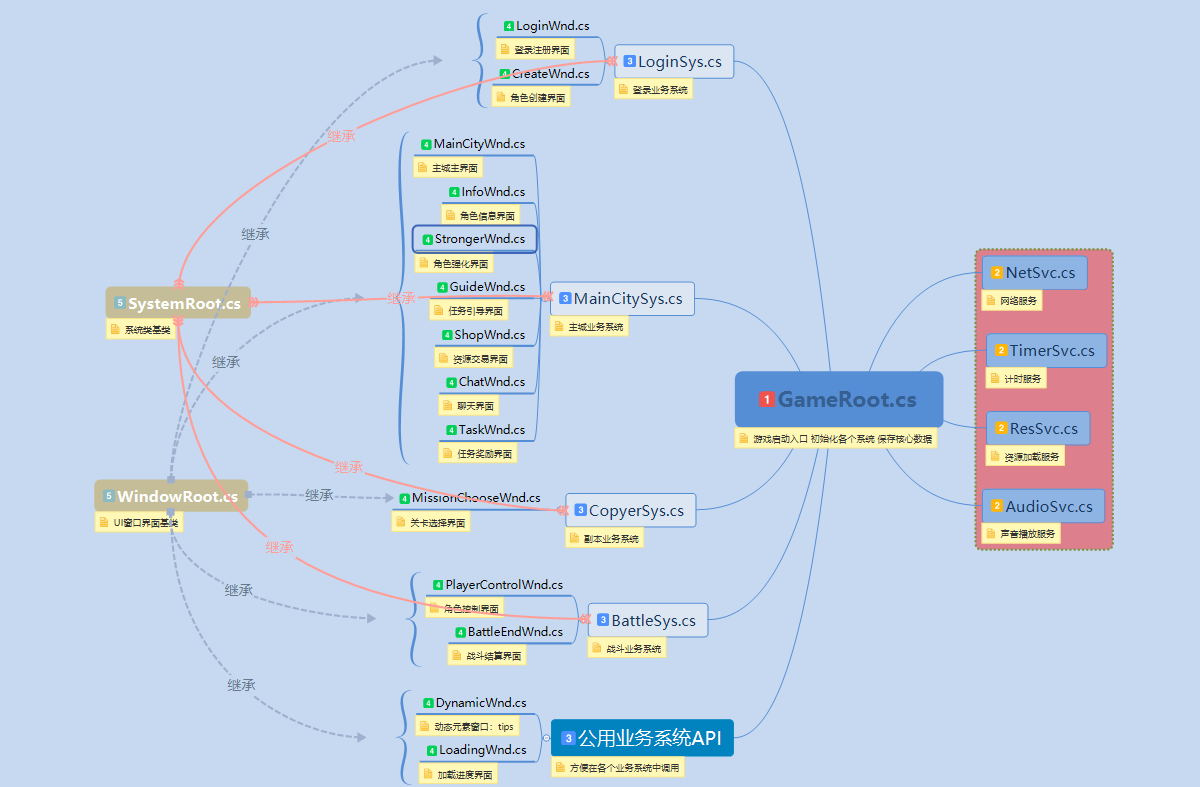 4 LoginWnd.cs
登录注册界面
4 CreateWnd.cs
角色创建界面
3 LoginSys.cs
登录业务系统
继承
4 MainCityWnd.cs
主城主界面
4 InfoWnd.cs
角色信息界面
继承
4 StrongerWnd.cs
角色强化界面
4 GuideWnd.cs
任务引导界面
4 ShopWnd.cs
资源交易界面
4 ChatWnd.cs
聊天界面
4 TaskWnd.cs
任务奖励界面
继承
3 MainCitySys.cs
主城业务系统
5 SystemRoot.cs
系统类基类
继承
1 GameRoot.cs
游戏启动入口 初始化各个系统 保存核心数据
2 NetSvc.cs
网络服务
2 TimerSvc.cs
计时服务
2 ResSvc.cs
资源加载服务
2 AudioSvc.cs
声音播放服务
继承
5 WindowRoot.cs
UI窗口界面基类
继承
4 MissionChooseWnd.cs
关卡选择界面
3 CopyerSys.cs
副本业务系统
继承
继承
4 PlayerControlWnd.cs
角色控制界面
4 BattleEndWnd.cs
战斗结算界面
3 BattleSys.cs
战斗业务系统
继承
4 DynamicWnd.cs
动态元素窗口：tips
4 LoadingWnd.cs
加载进度界面
3 公用业务系统API
方便在各个业务系统中调用